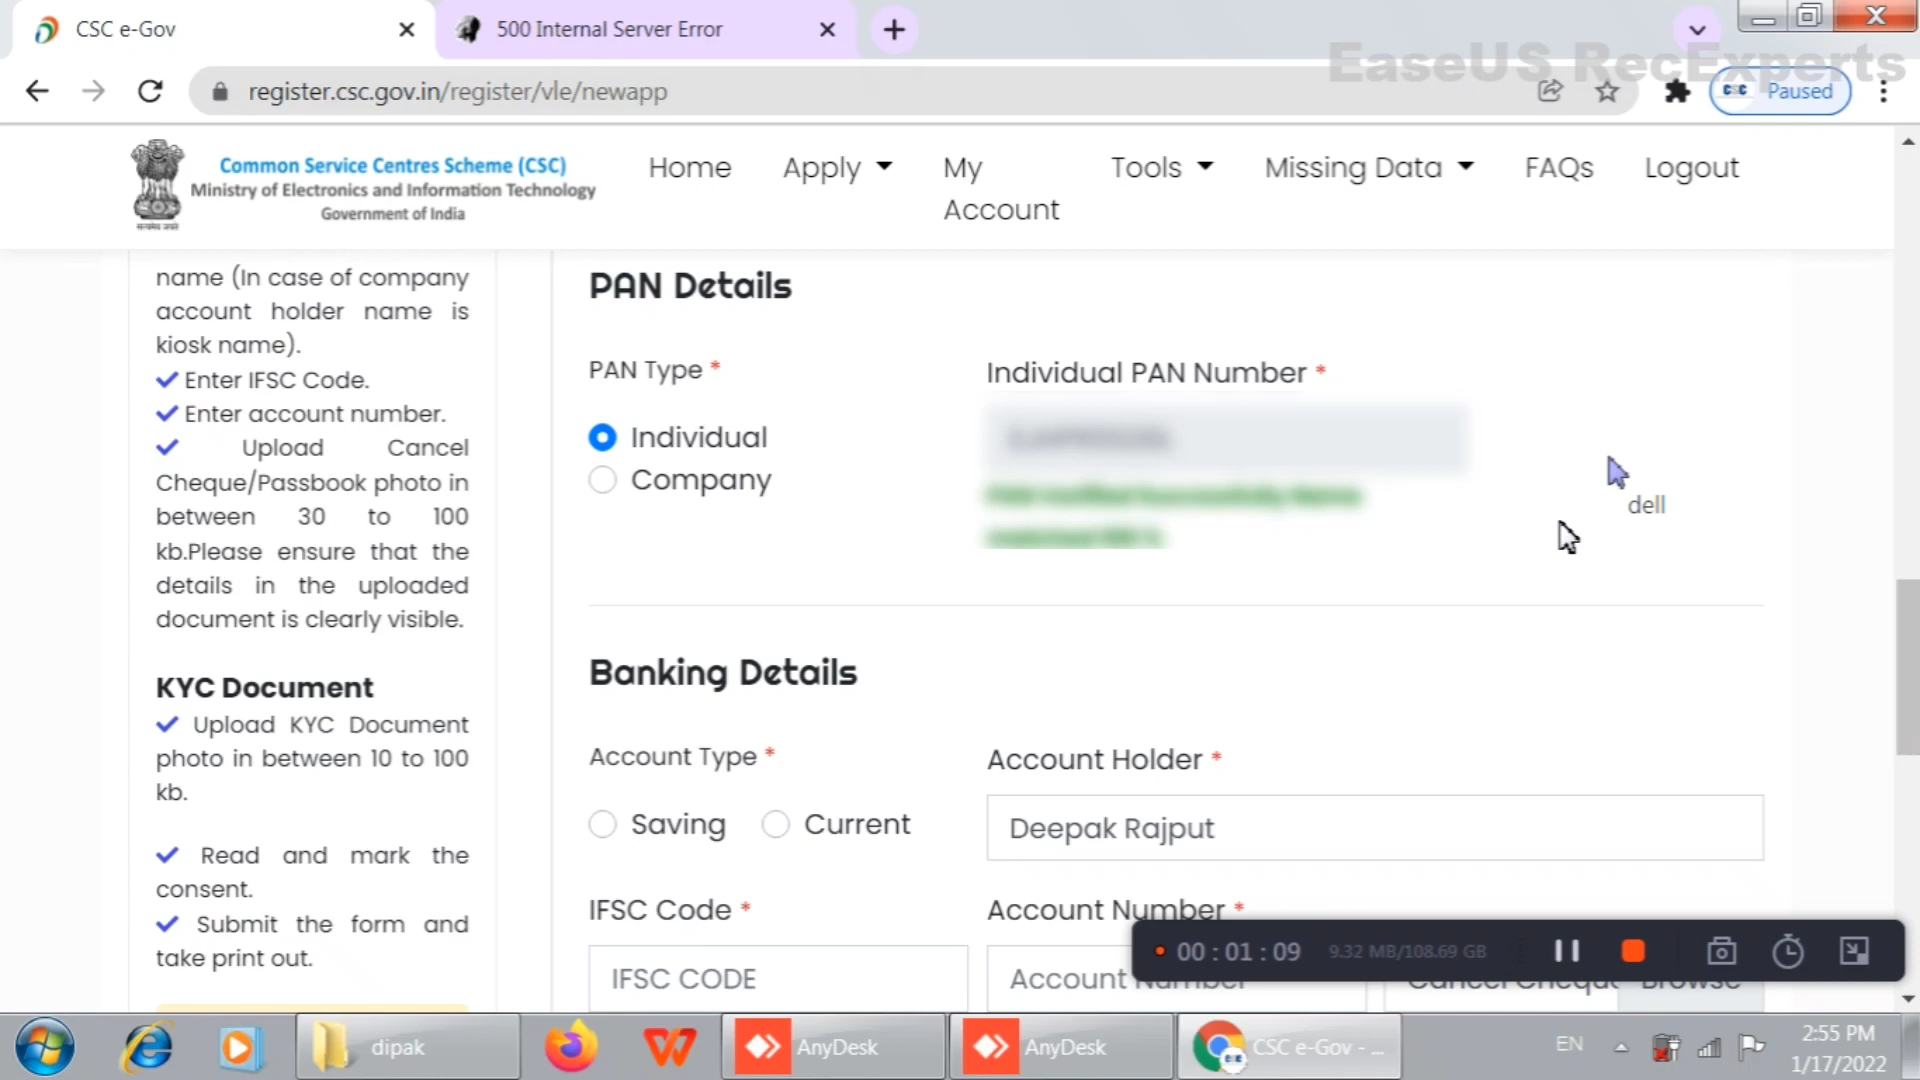 CSC e-Gov
500 Internal Server Error
EaseUS RecExperts
register.csc.gov.in/register/vle/newapp
CSC Paused
Common Service Centres Scheme (CSC)
Ministry of Electronics and Information Technology
Government of India
सत्यमेव जयते
Home
Apply
My Account
Tools
Missing Data
FAQs
Logout
name (In case of company
account holder name is
kiosk name).
Enter IFSC Code.
Enter account number.
Upload Cancel
Cheque/Passbook photo in
between 30 to 100
kb.Please ensure that the
details in the uploaded
document is clearly visible.
KYC Document
Upload KYC Document
photo in between 10 to 100
kb.
Read and mark the
consent.
Submit the form and
take print out.
PAN Details
PAN Type *
Individual PAN Number *
Individual
Company
dell
Banking Details
Account Type *
Account Holder *
Saving
Current
Deepak Rajput
IFSC Code *
Account Number *
IFSC CODE
Account Number
Browse
00 : 01 : 09
9.32 MB/108.69 GB
dipak
AnyDesk
AnyDesk
CSC e-Gov - ...
EN
2:55 PM
1/17/2022